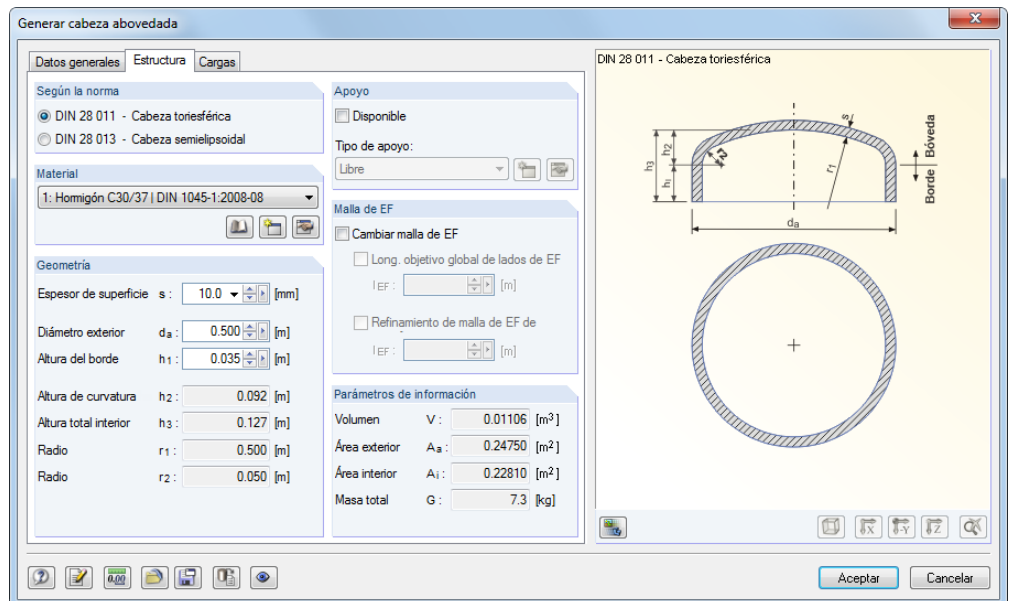 Generar cabeza abovedada
Datos generales Estructura Cargas
Según la norma
DIN 28 011 - Cabeza toriesférica
DIN 28 013 - Cabeza semielipsoidal
Material
1: Hormigón C30/37 | DIN 1045-1:2008-08
Geometría
Espesor de superficie s : 10.0 [mm]
Diámetro exterior da : 0.500 [m]
Altura del borde h1 : 0.035 [m]
Altura de curvatura h2 : 0.092 [m]
Altura total interior h3 : 0.127 [m]
Radio r1 : 0.500 [m]
Radio r2 : 0.050 [m]
Apoyo
Disponible
Tipo de apoyo:
Libre
Malla de EF
Cambiar malla de EF
Long. objetivo global de lados de EF
lEF : [m]
Refinamiento de malla de EF de
lEF : [m]
Parámetros de información
Volumen V : 0.01106 [m3]
Área exterior Aa : 0.24750 [m2]
Área interior Ai : 0.22810 [m2]
Masa total G : 7.3 [kg]
DIN 28 011 - Cabeza toriesférica
s
h3
h2
h1
r2
r1
Bóveda
Borde
da
X
-Y
Z
0.00
Aceptar Cancelar